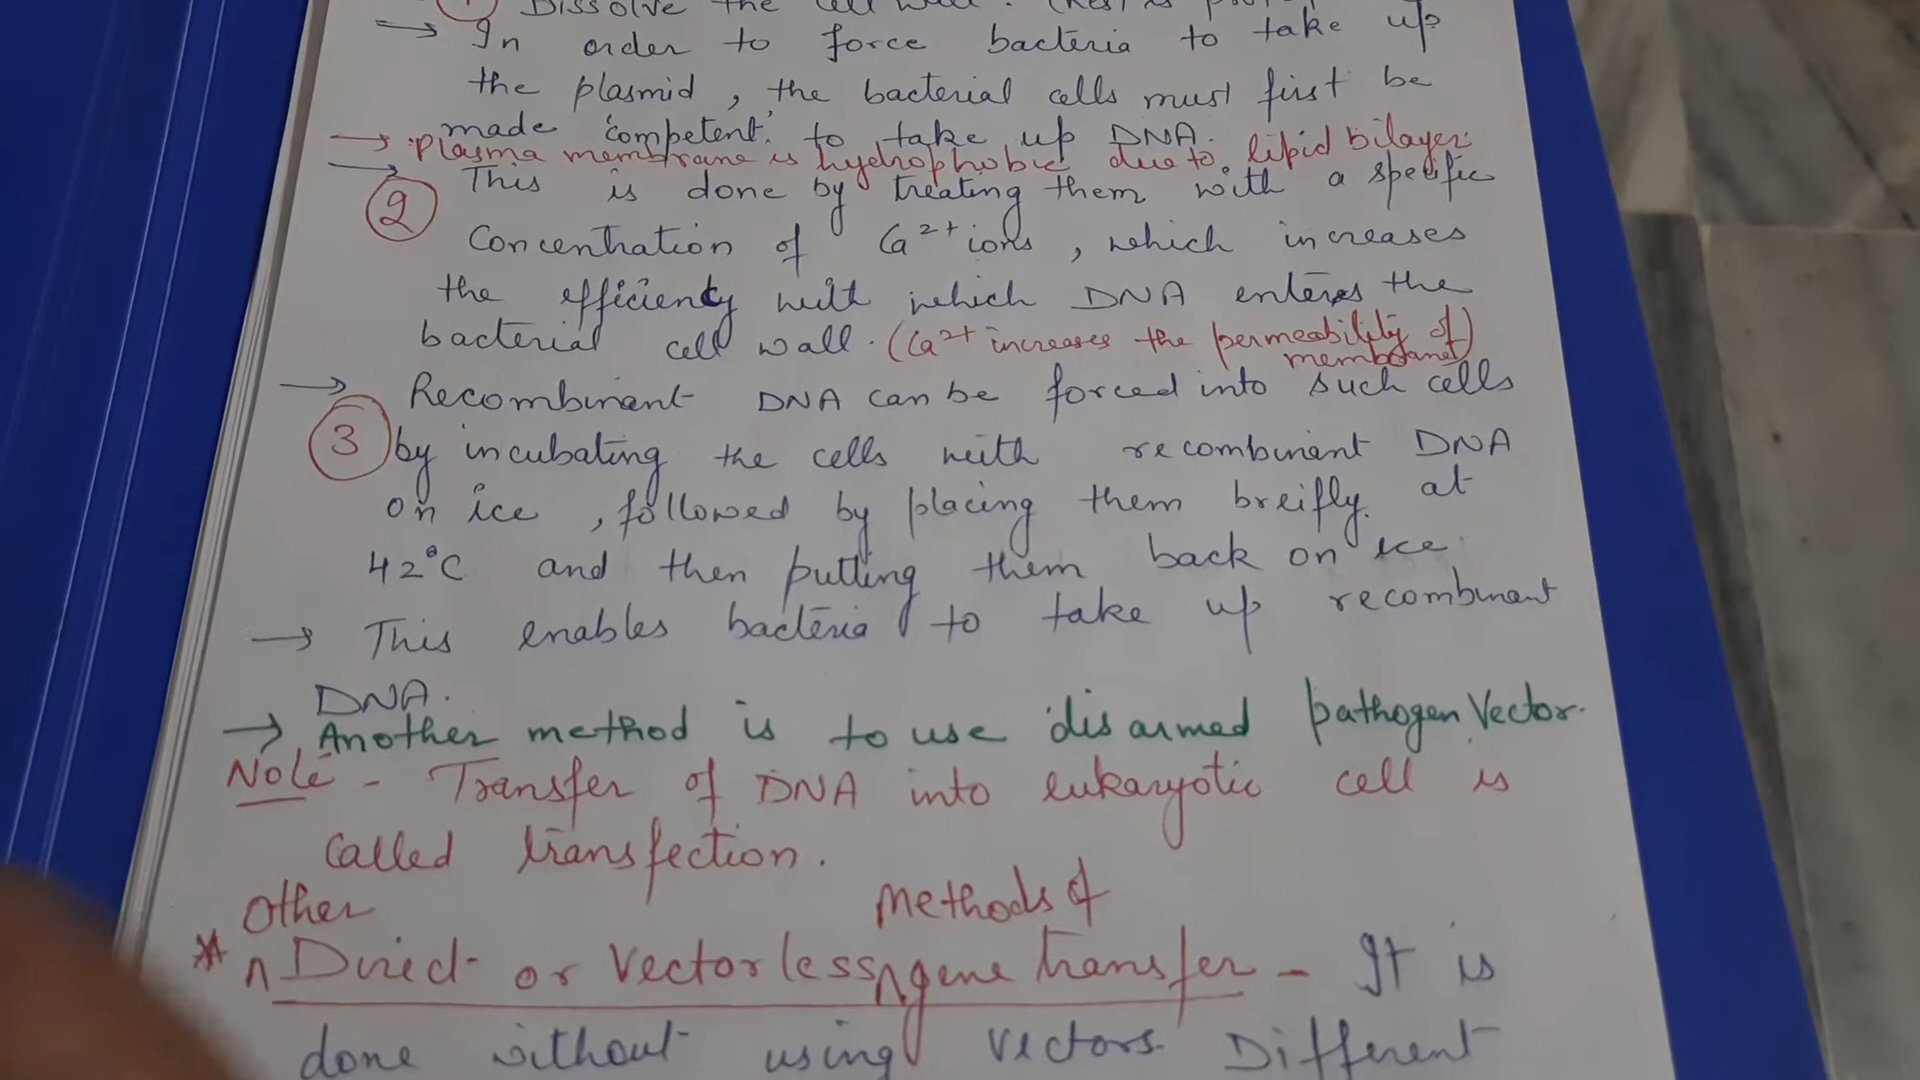 ① Dissolve the cell wall.
→ In order to force bacteria to take up
the plasmid, the bacterial cells must first be
made 'competent' to take up DNA.
→ Plasma membrane is hydrophobic due to lipid bilayer.
→ ② This is done by treating them with a specific
Concentration of Ca²⁺ ions, which increases
the efficiency with which DNA enters the
bacterial cell wall. (Ca²⁺ increases the permeability of
membrane)
→ Recombinant DNA can be forced into such cells
③ by incubating the cells with recombinant DNA
on ice, followed by placing them breifly at
42°C and then putting them back on ice.
→ This enables bacteria to take up recombinant
DNA.
→ Another method is to use disarmed pathogen Vector.
Note - Transfer of DNA into eukaryotic cell is
called transfection.
Other methods of
* ∧ Direct or Vectorless ∧ gene transfer - It is
done without using vectors. Different